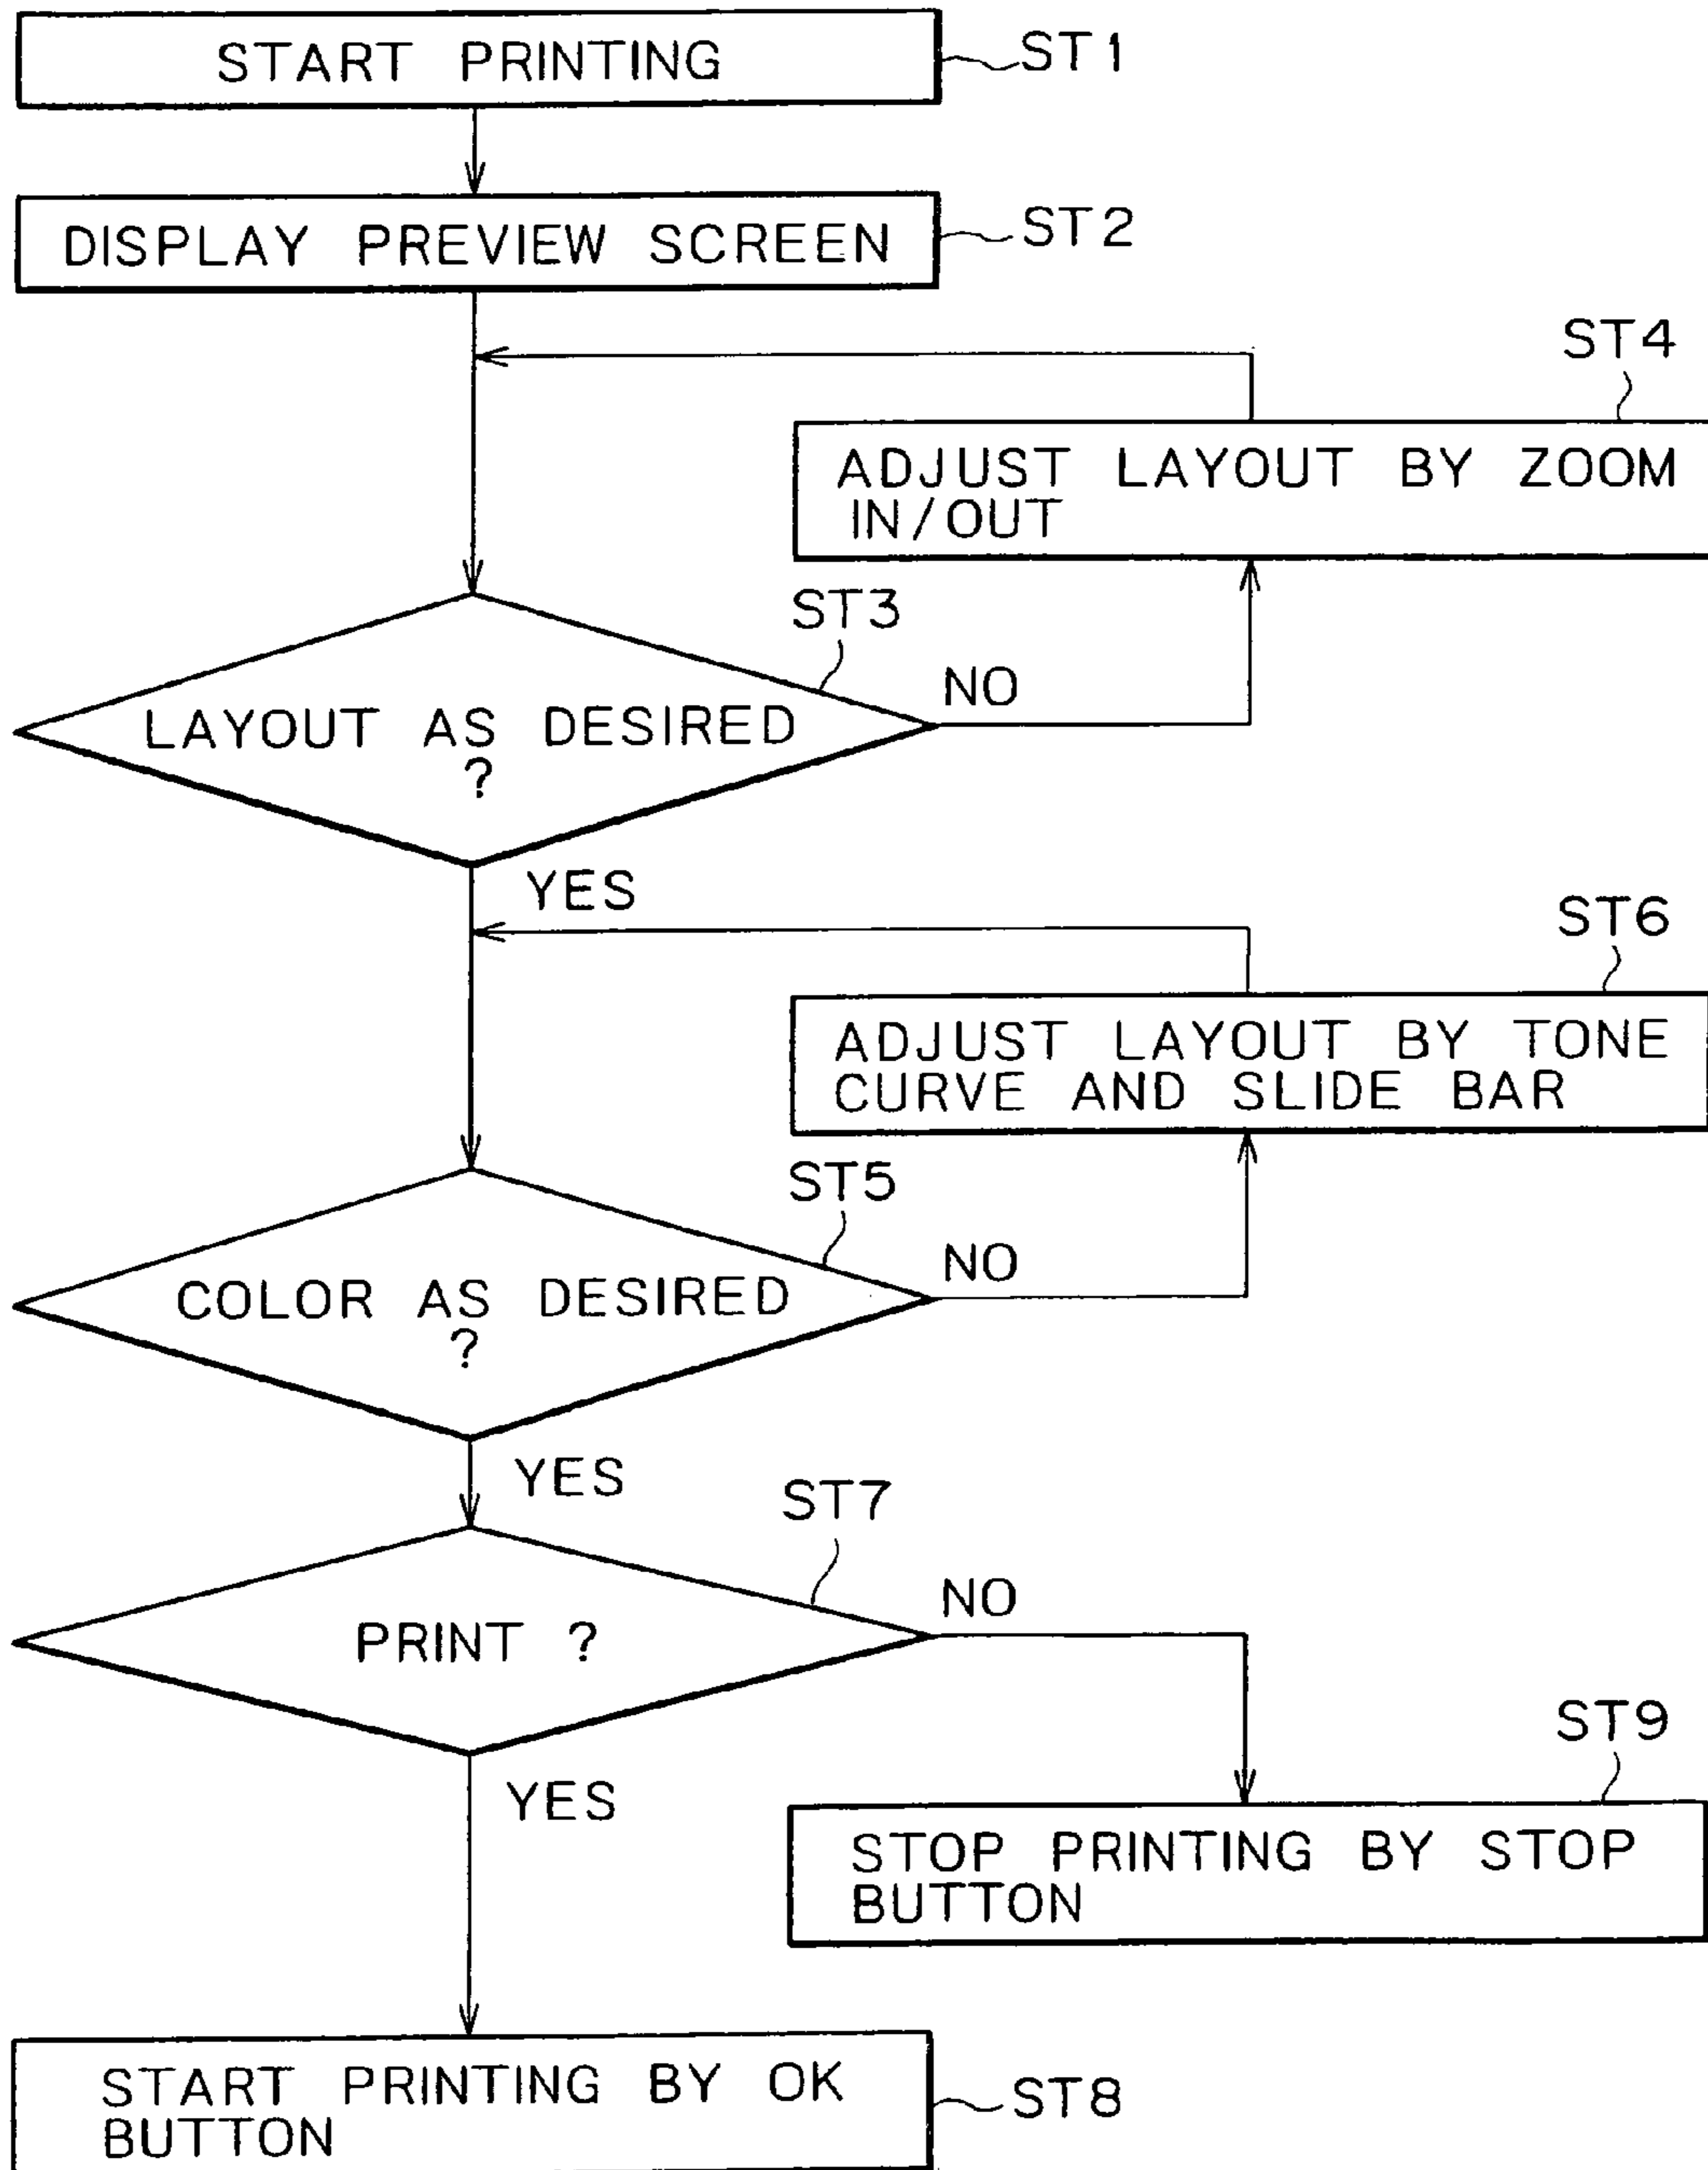 START PRINTING
ST1
DISPLAY PREVIEW SCREEN
ST2
ST4
ADJUST LAYOUT BY ZOOM
IN/OUT
ST3
NO
LAYOUT AS DESIRED
?
YES
ST6
ADJUST LAYOUT BY TONE
CURVE AND SLIDE BAR
ST5
NO
COLOR AS DESIRED
?
YES
ST7
NO
PRINT ?
ST9
YES
STOP PRINTING BY STOP
BUTTON
START PRINTING BY OK
BUTTON
ST8